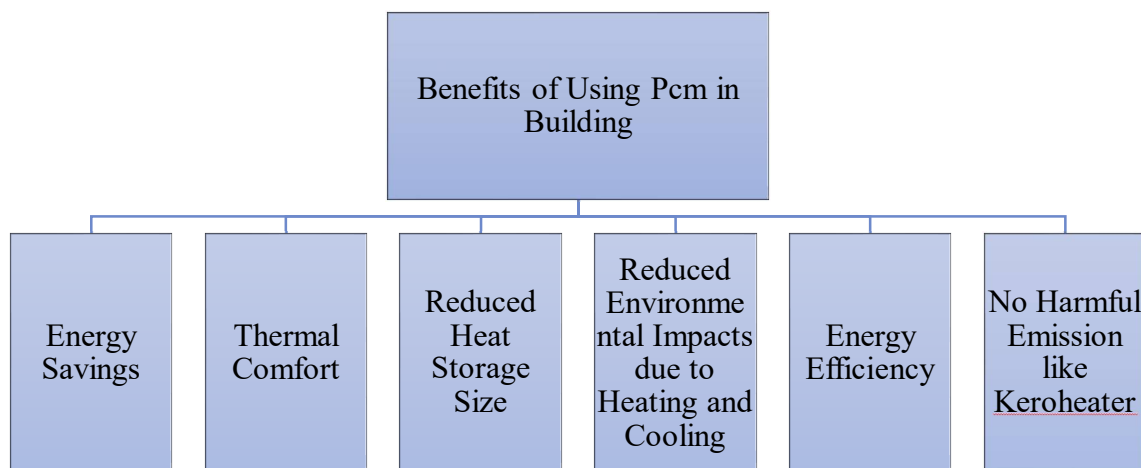 Benefits of Using Pcm in
Building
Energy
Savings
Thermal
Comfort
Reduced
Heat
Storage
Size
Reduced
Environme
ntal Impacts
due to
Heating and
Cooling
Energy
Efficiency
No Harmful
Emission
like
Keroheater